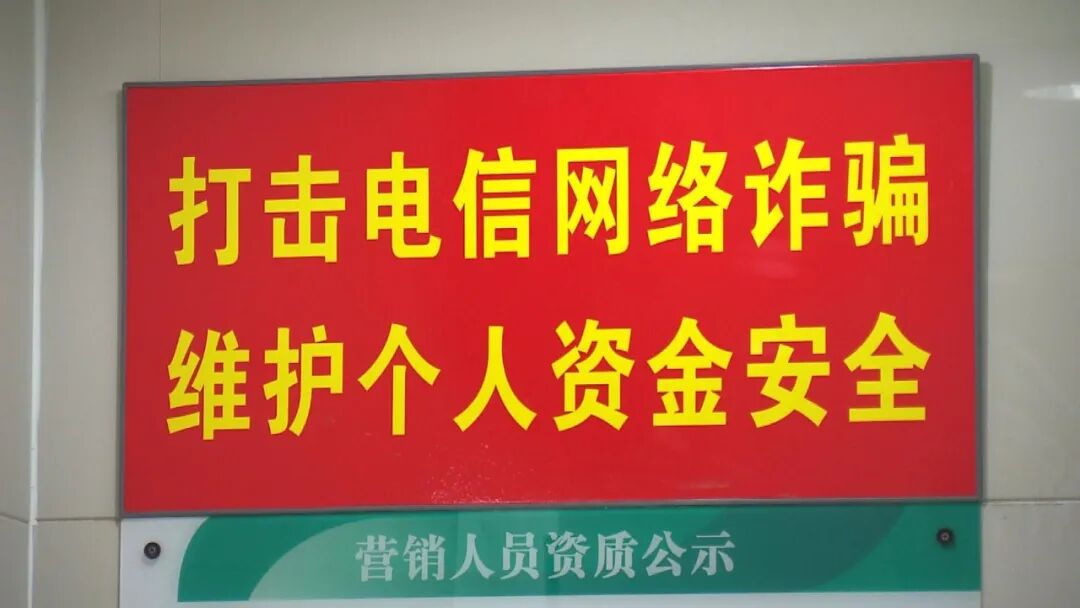 打击电信网络诈骗
维护个人资金安全
营销人员资质公示